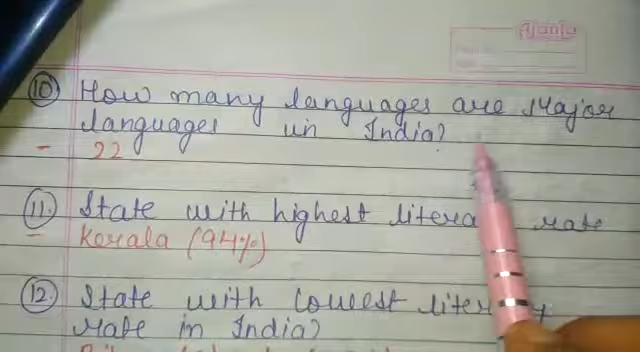 Ajanta
10 How many languages are Major
languages in India?
- 22
11. State with highest litera rate
- Kerala (94%)
12. State with lowest liter y
rate in India?